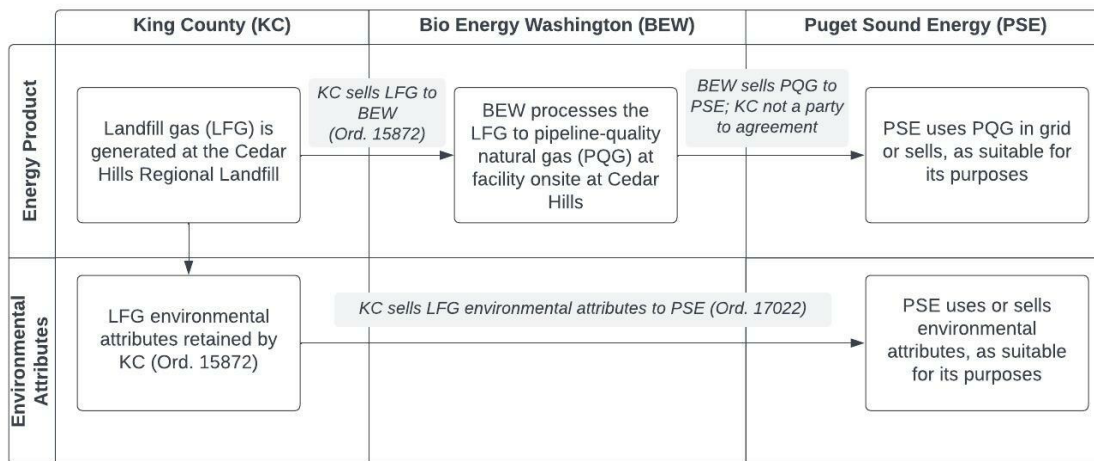 King County (KC)
Bio Energy Washington (BEW)
Puget Sound Energy (PSE)
Energy Product
Landfill gas (LFG) is
generated at the Cedar
Hills Regional Landfill
KC sells LFG to
BEW
(Ord. 15872)
BEW processes the
LFG to pipeline-quality
natural gas (PQG) at
facility onsite at Cedar
Hills
BEW sells PQG to
PSE; KC not a party
to agreement
PSE uses PQG in grid
or sells, as suitable for
its purposes
Environmental
Attributes
LFG environmental
attributes retained by
KC (Ord. 15872)
KC sells LFG environmental attributes to PSE (Ord. 17022)
PSE uses or sells
environmental
attributes, as suitable
for its purposes